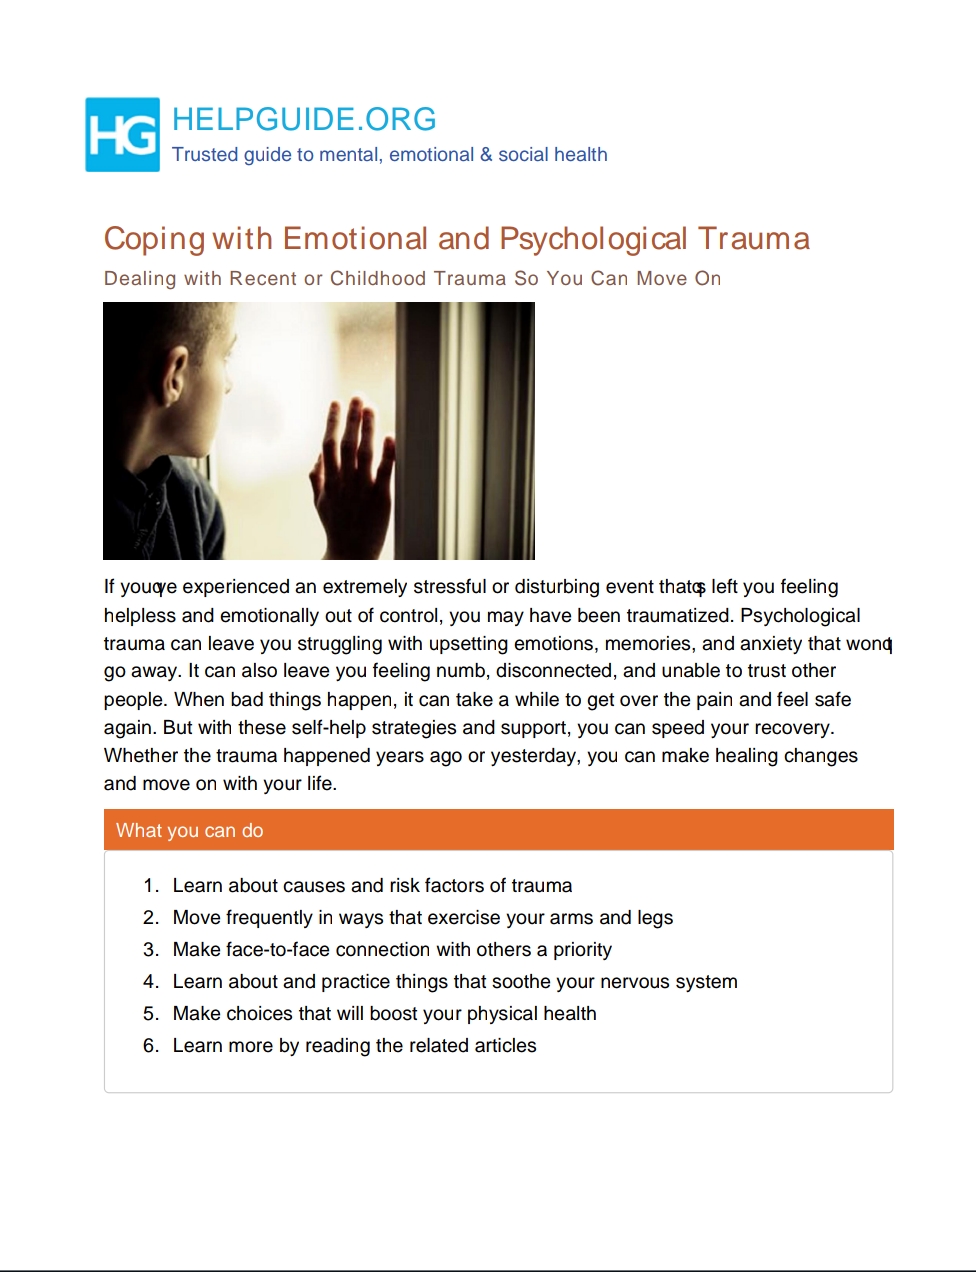 HG
HELPGUIDE.ORG
Trusted guide to mental, emotional & social health
Coping with Emotional and Psychological Trauma
Dealing with Recent or Childhood Trauma So You Can Move On
If youqve experienced an extremely stressful or disturbing event thatqs left you feeling
helpless and emotionally out of control, you may have been traumatized. Psychological
trauma can leave you struggling with upsetting emotions, memories, and anxiety that wonqt
go away. It can also leave you feeling numb, disconnected, and unable to trust other
people. When bad things happen, it can take a while to get over the pain and feel safe
again. But with these self-help strategies and support, you can speed your recovery.
Whether the trauma happened years ago or yesterday, you can make healing changes
and move on with your life.
What you can do
1. Learn about causes and risk factors of trauma
2. Move frequently in ways that exercise your arms and legs
3. Make face-to-face connection with others a priority
4. Learn about and practice things that soothe your nervous system
5. Make choices that will boost your physical health
6. Learn more by reading the related articles